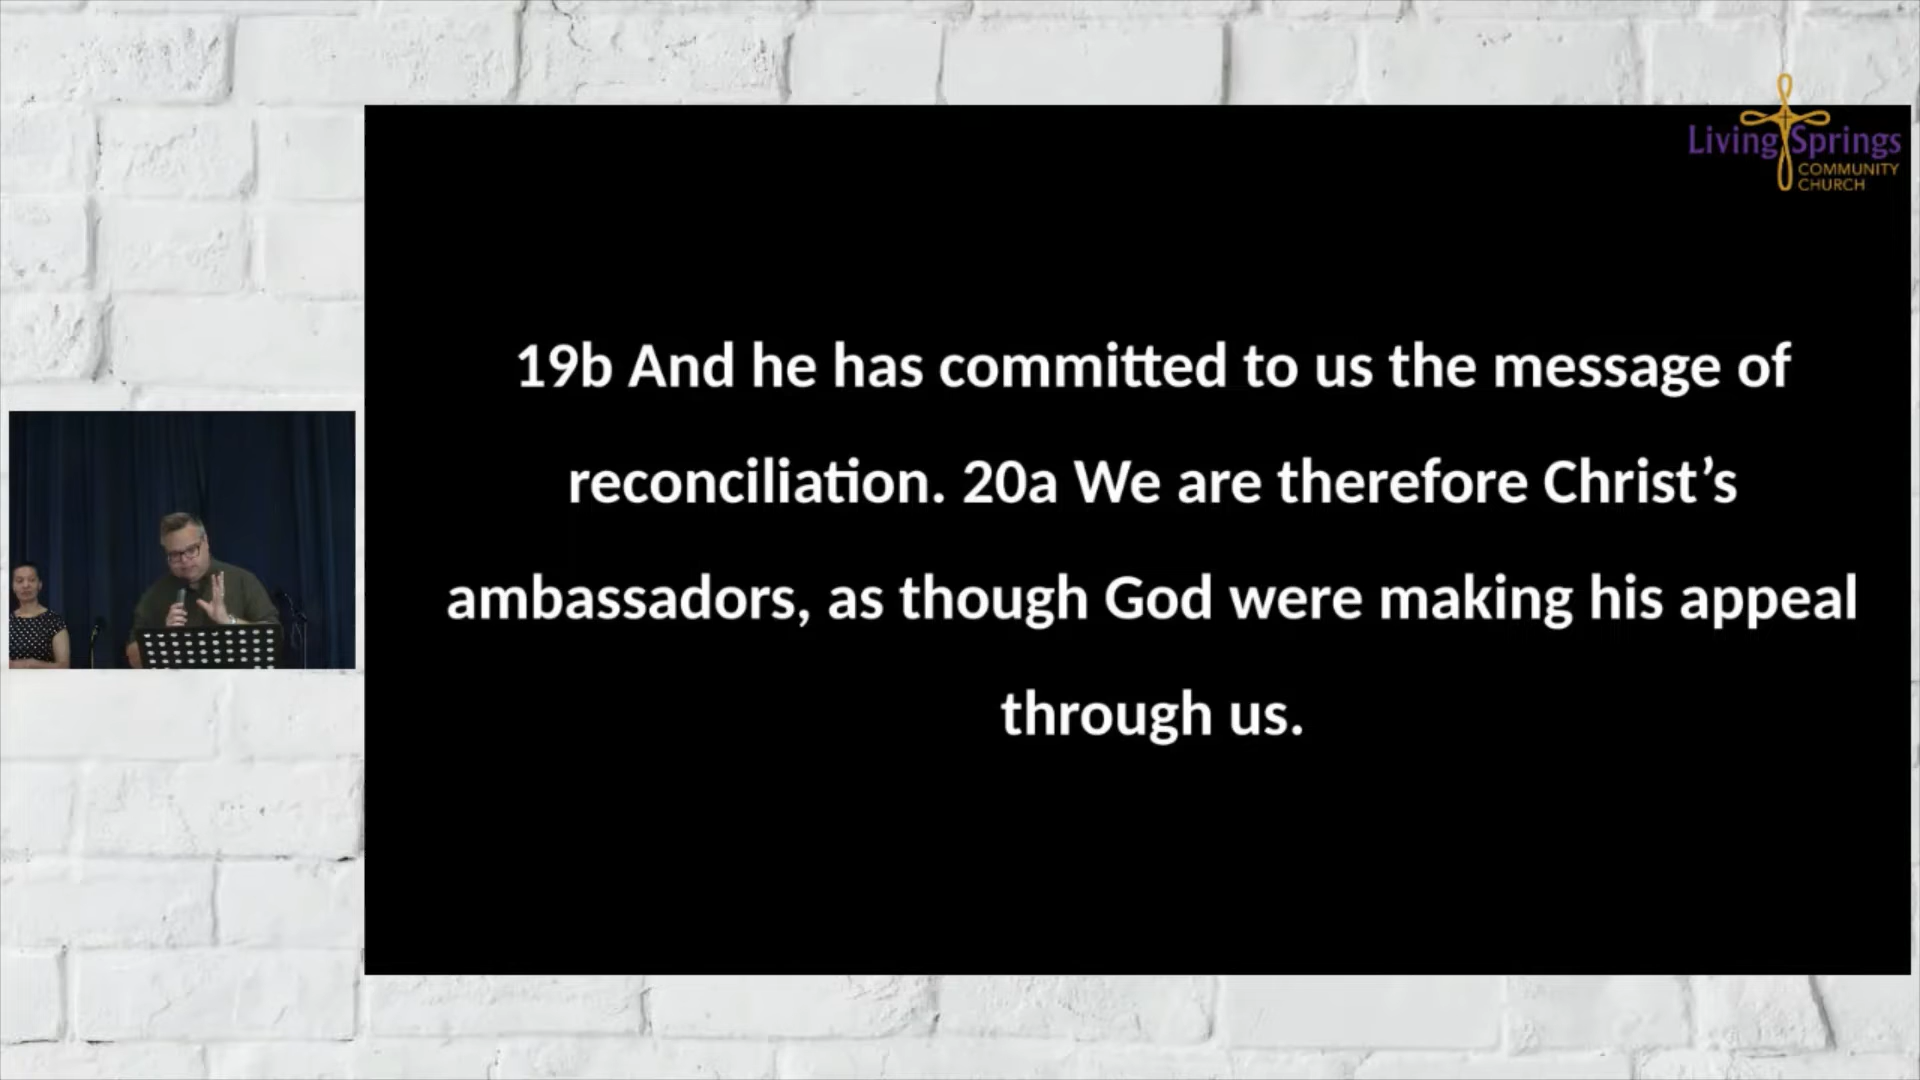 Living Springs
COMMUNITY
CHURCH
19b And he has committed to us the message of
reconciliation. 20a We are therefore Christ’s
ambassadors, as though God were making his appeal
through us.